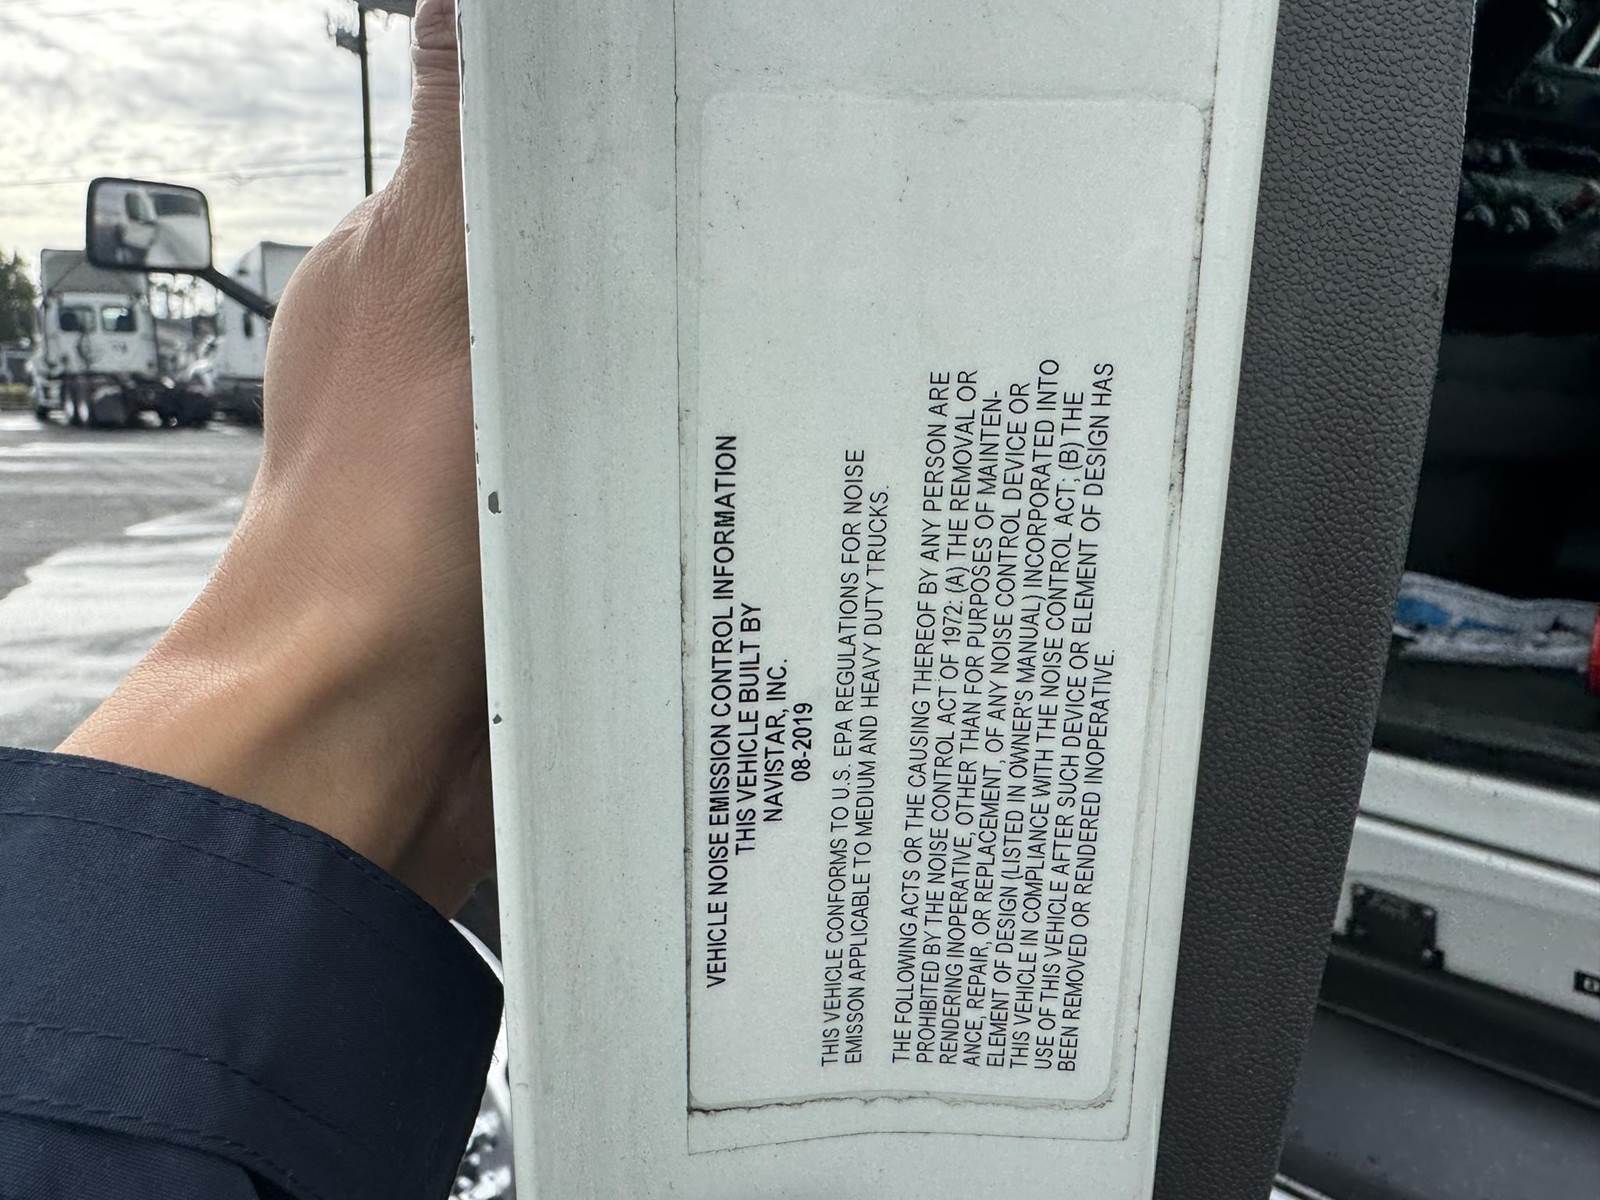 VEHICLE NOISE EMISSION CONTROL INFORMATION
THIS VEHICLE BUILT BY
NAVISTAR, INC.
08-2019
THIS VEHICLE CONFORMS TO U.S. EPA REGULATIONS FOR NOISE
EMISSON APPLICABLE TO MEDIUM AND HEAVY DUTY TRUCKS.
THE FOLLOWING ACTS OR THE CAUSING THEREOF BY ANY PERSON ARE
PROHIBITED BY THE NOISE CONTROL ACT OF 1972: (A) THE REMOVAL OR
RENDERING INOPERATIVE, OTHER THAN FOR PURPOSES OF MAINTEN-
ANCE, REPAIR, OR REPLACEMENT, OF ANY NOISE CONTROL DEVICE OR
ELEMENT OF DESIGN (LISTED IN OWNER'S MANUAL) INCORPORATED INTO
THIS VEHICLE IN COMPLIANCE WITH THE NOISE CONTROL ACT; (B) THE
USE OF THIS VEHICLE AFTER SUCH DEVICE OR ELEMENT OF DESIGN HAS
BEEN REMOVED OR RENDERED INOPERATIVE.